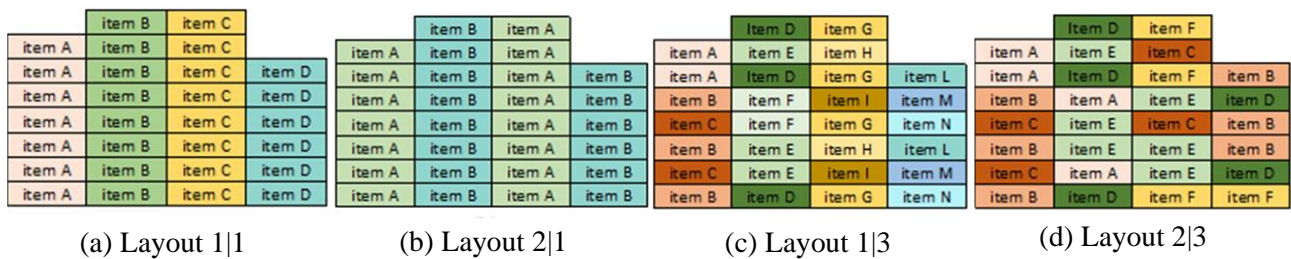 item B item C
item A item B item C
item A item B item C item D
item A item B item C item D
item A item B item C item D
item A item B item C item D
item A item B item C item D
item A item B item C item D
(a) Layout 1|1
item B item A
item A item B item A
item A item B item A item B
item A item B item A item B
item A item B item A item B
item A item B item A item B
item A item B item A item B
item A item B item A item B
(b) Layout 2|1
Item D item G
item A item E item H
item A Item D item G item L
item B item F item I item M
item C item F item G item N
item B item E item H item L
item C item E item I item M
item B Item D item G item N
(c) Layout 1|3
Item D item F
item A item E item C
item A Item D item F item B
item B item A item E item D
item C item E item C item B
item B item E item E item B
item C item A item E item D
item B Item D item F item F
(d) Layout 2|3